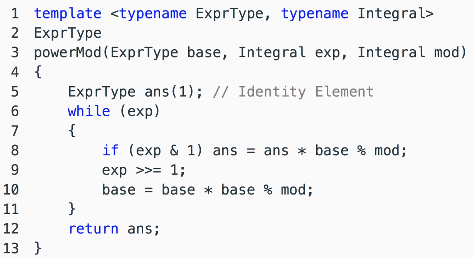 1 template <typename ExprType, typename Integral>
2 ExprType
3 powerMod(ExprType base, Integral exp, Integral mod)
4 {
5     ExprType ans(1); // Identity Element
6     while (exp)
7     {
8         if (exp & 1) ans = ans * base % mod;
9         exp >>= 1;
10         base = base * base % mod;
11     }
12     return ans;
13 }